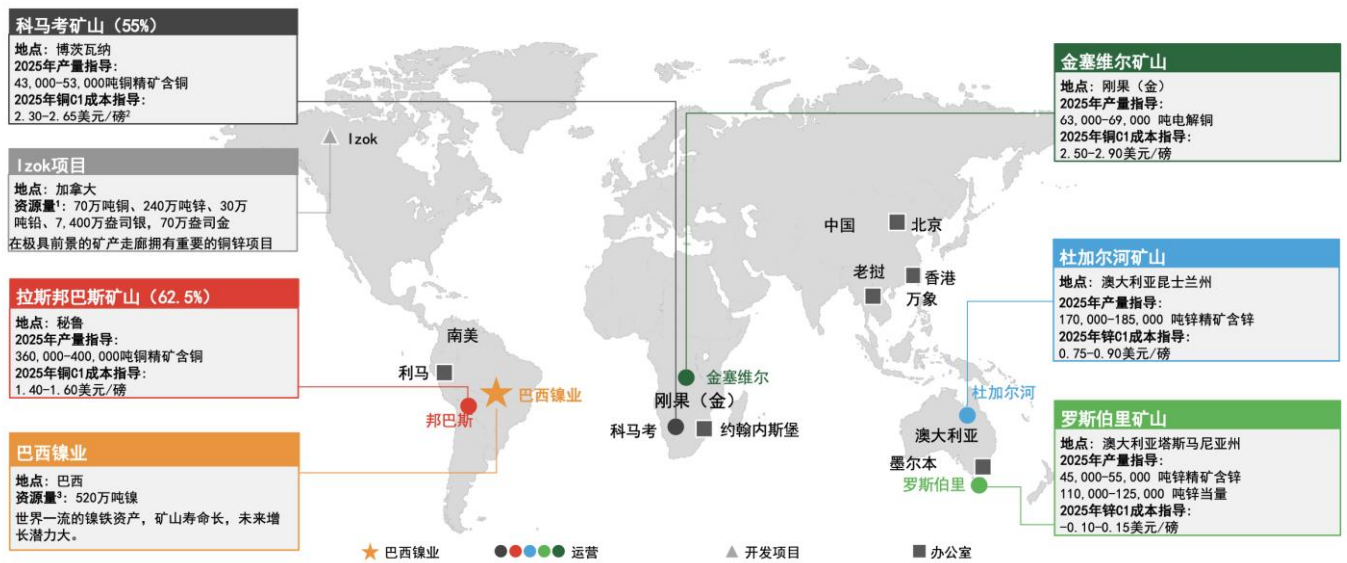 科马考矿山（55%）
地点：博茨瓦纳
2025年产量指导：
43,000-53,000吨铜精矿含铜
2025年铜C1成本指导：
2.30-2.65美元/磅²
Izok项目
地点：加拿大
资源量¹：70万吨铜、240万吨锌、30万
吨铅、7,400万盎司银，70万盎司金
在极具前景的矿产走廊拥有重要的铜锌项目
拉斯邦巴斯矿山（62.5%）
地点：秘鲁
2025年产量指导：
360,000-400,000吨铜精矿含铜
2025年铜C1成本指导：
1.40-1.60美元/磅
巴西镍业
地点：巴西
资源量³：520万吨镍
世界一流的镍铁资产，矿山寿命长，未来增
长潜力大。
Izok
南美
利马
邦巴斯
巴西镍业
金塞维尔
刚果（金）
科马考
约翰内斯堡
中国
北京
老挝
香港
万象
杜加尔河
澳大利亚
墨尔本
罗斯伯里
金塞维尔矿山
地点：刚果（金）
2025年产量指导：
63,000-69,000 吨电解铜
2025年铜C1成本指导：
2.50-2.90美元/磅
杜加尔河矿山
地点：澳大利亚昆士兰州
2025年产量指导：
170,000-185,000 吨锌精矿含锌
2025年锌C1成本指导：
0.75-0.90美元/磅
罗斯伯里矿山
地点：澳大利亚塔斯马尼亚州
2025年产量指导：
45,000-55,000 吨锌精矿含锌
110,000-125,000 吨锌当量
2025年锌C1成本指导：
-0.10-0.15美元/磅
巴西镍业
运营
开发项目
办公室